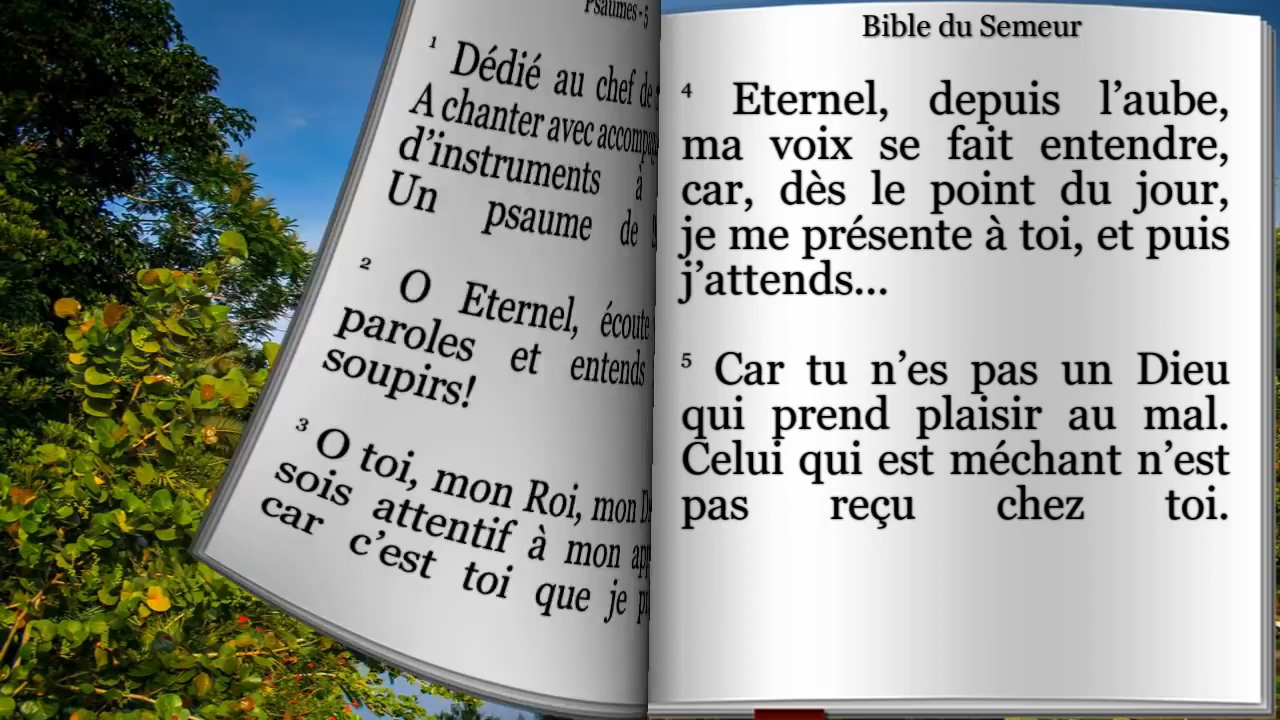 Psaumes - 5
1 Dédié au chef de
A chanter avec
d’instruments à
Un psaume de
2 O Eternel, écoute
paroles et entends
soupirs!
3 O toi, mon Roi, mon
sois attentif à mon
car c’est toi que je
Bible du Semeur
4 Eternel, depuis l’aube,
ma voix se fait entendre,
car, dès le point du jour,
je me présente à toi, et puis
j’attends...
5 Car tu n’es pas un Dieu
qui prend plaisir au mal.
Celui qui est méchant n’est
pas reçu chez toi.